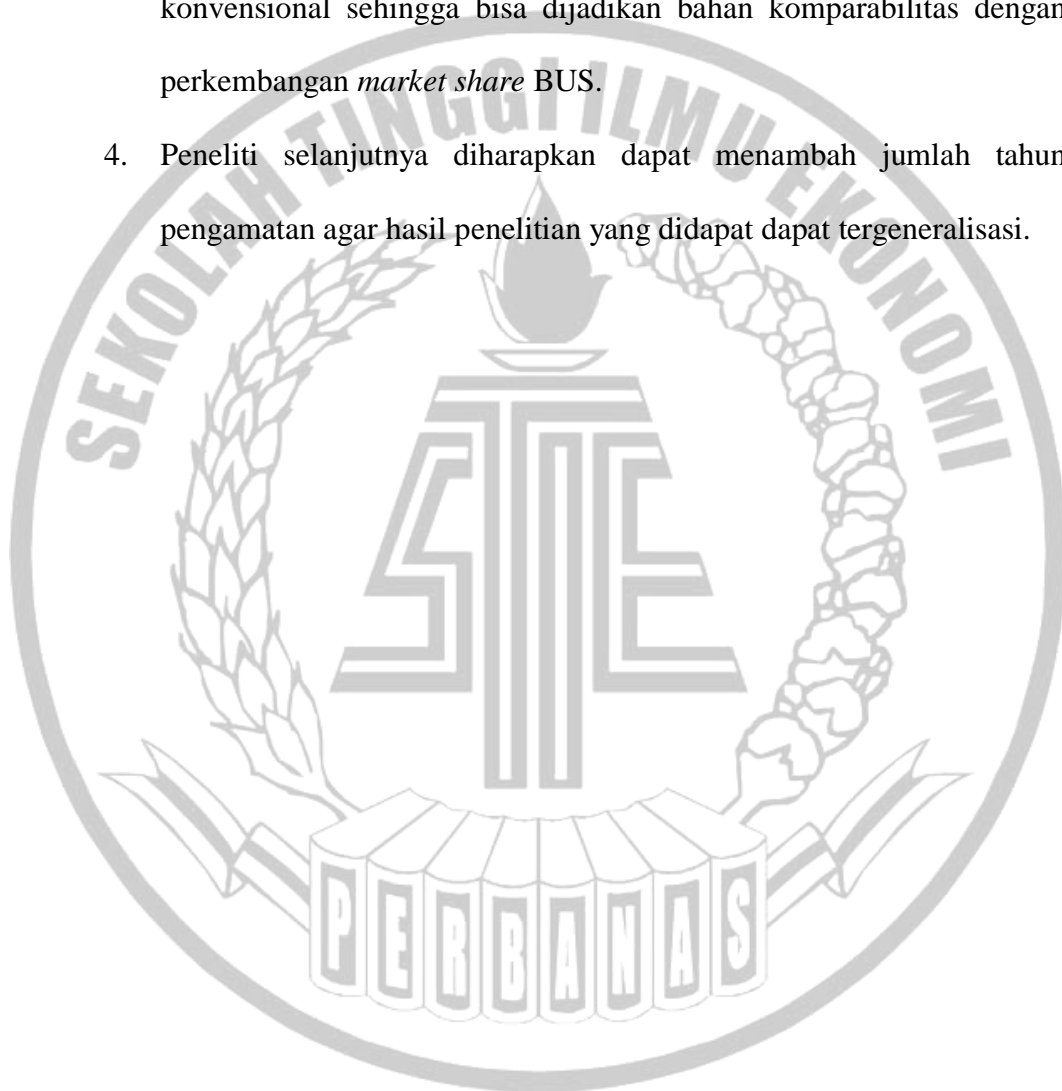 konvensional sehingga bisa dijadikan bahan komparabilitas dengan
perkembangan market share BUS.
4. Peneliti selanjutnya diharapkan dapat menambah jumlah tahun
pengamatan agar hasil penelitian yang didapat dapat tergeneralisasi.
SEKOLAH TINGGI ILMU EKONOMI
STIE
PERBANAS